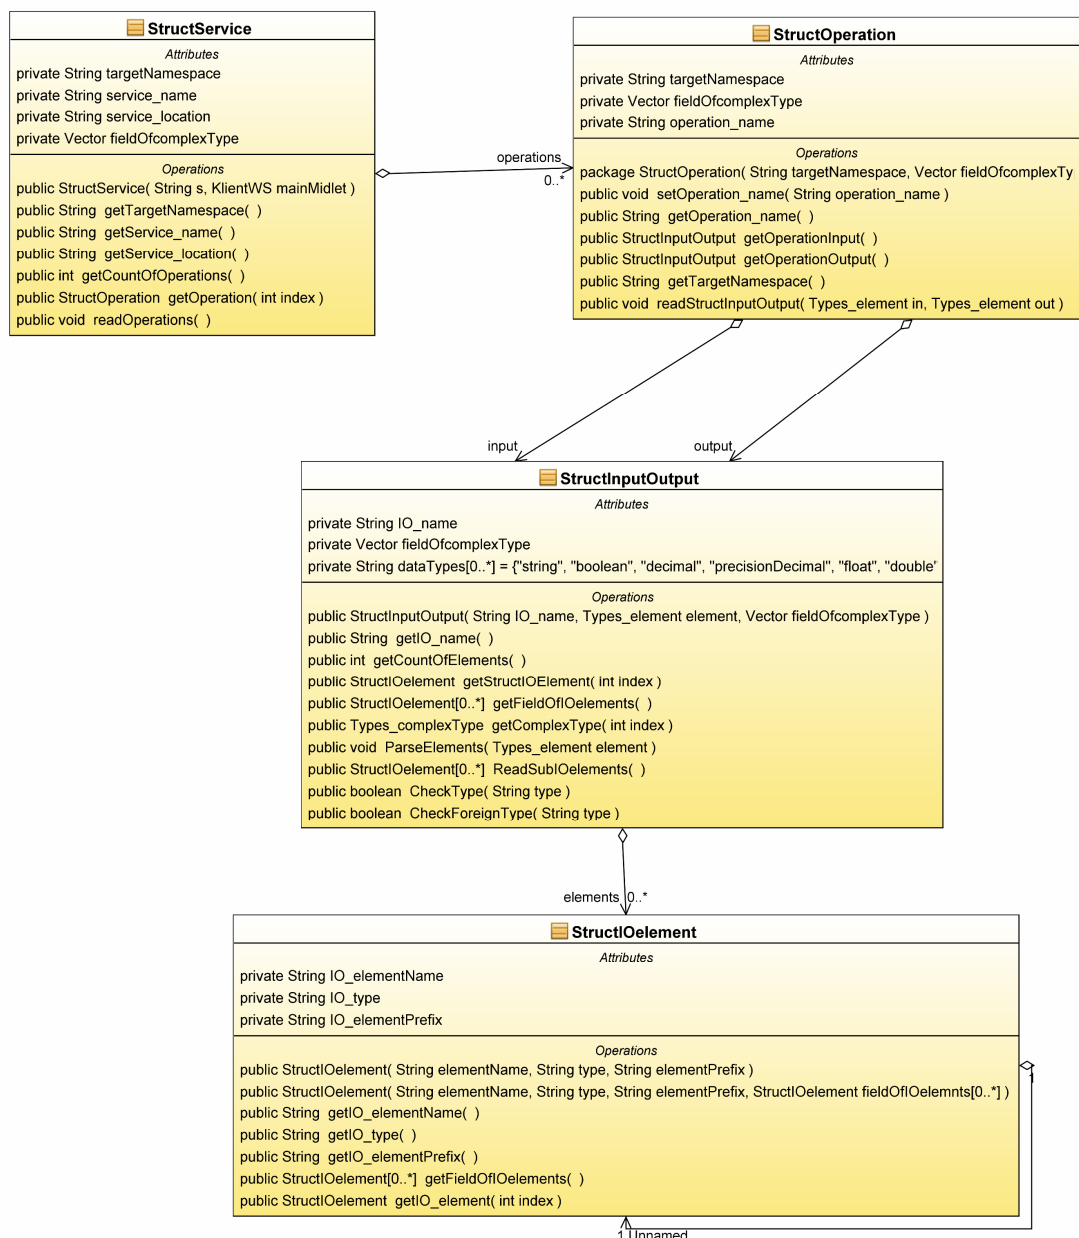 StructService
Attributes
private String targetNamespace
private String service_name
private String service_location
private Vector fieldOfcomplexType
Operations
public StructService( String s, KlientWS mainMidlet )
public String  getTargetNamespace(  )
public String  getService_name(  )
public String  getService_location(  )
public int  getCountOfOperations(  )
public StructOperation  getOperation( int index )
public void  readOperations(  )
operations
0..*
StructOperation
Attributes
private String targetNamespace
private Vector fieldOfcomplexType
private String operation_name
Operations
package StructOperation( String targetNamespace, Vector fieldOfcomplexTy
public void  setOperation_name( String operation_name )
public String  getOperation_name(  )
public StructInputOutput  getOperationInput(  )
public StructInputOutput  getOperationOutput(  )
public String  getTargetNamespace(  )
public void  readStructInputOutput( Types_element in, Types_element out )
input
output
StructInputOutput
Attributes
private String IO_name
private Vector fieldOfcomplexType
private String dataTypes[0..*] = {"string", "boolean", "decimal", "precisionDecimal", "float", "double"
Operations
public StructInputOutput( String IO_name, Types_element element, Vector fieldOfcomplexType )
public String  getIO_name(  )
public int  getCountOfElements(  )
public StructIOelement  getStructIOElement( int index )
public StructIOelement[0..*]  getFieldOfIOelements(  )
public Types_complexType  getComplexType( int index )
public void  ParseElements( Types_element element )
public StructIOelement[0..*]  ReadSubIOelements(  )
public boolean  CheckType( String type )
public boolean  CheckForeignType( String type )
elements 0..*
StructIOelement
Attributes
private String IO_elementName
private String IO_type
private String IO_elementPrefix
Operations
public StructIOelement( String elementName, String type, String elementPrefix )
public StructIOelement( String elementName, String type, String elementPrefix, StructIOelement fieldOfIOelemnts[0..*] )
public String  getIO_elementName(  )
public String  getIO_type(  )
public String  getIO_elementPrefix(  )
public StructIOelement[0..*]  getFieldOfIOelements(  )
public StructIOelement  getIO_element( int index )
1
1 Unnamed